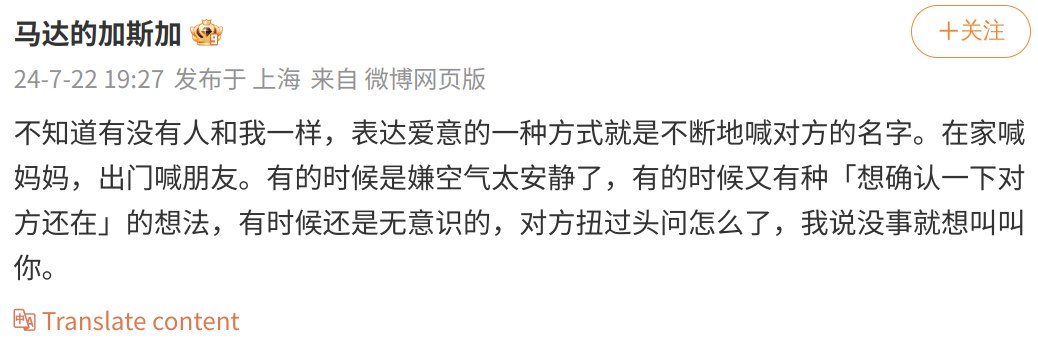 马达的加斯加
9
+关注
24-7-22 19:27 发布于 上海 来自 微博网页版
不知道有没有人和我一样，表达爱意的一种方式就是不断地喊对方的名字。在家喊
妈妈，出门喊朋友。有的时候是嫌空气太安静了，有的时候又有种「想确认一下对
方还在」的想法，有时候还是无意识的，对方扭过头问怎么了，我说没事就想叫叫
你。
中A Translate content